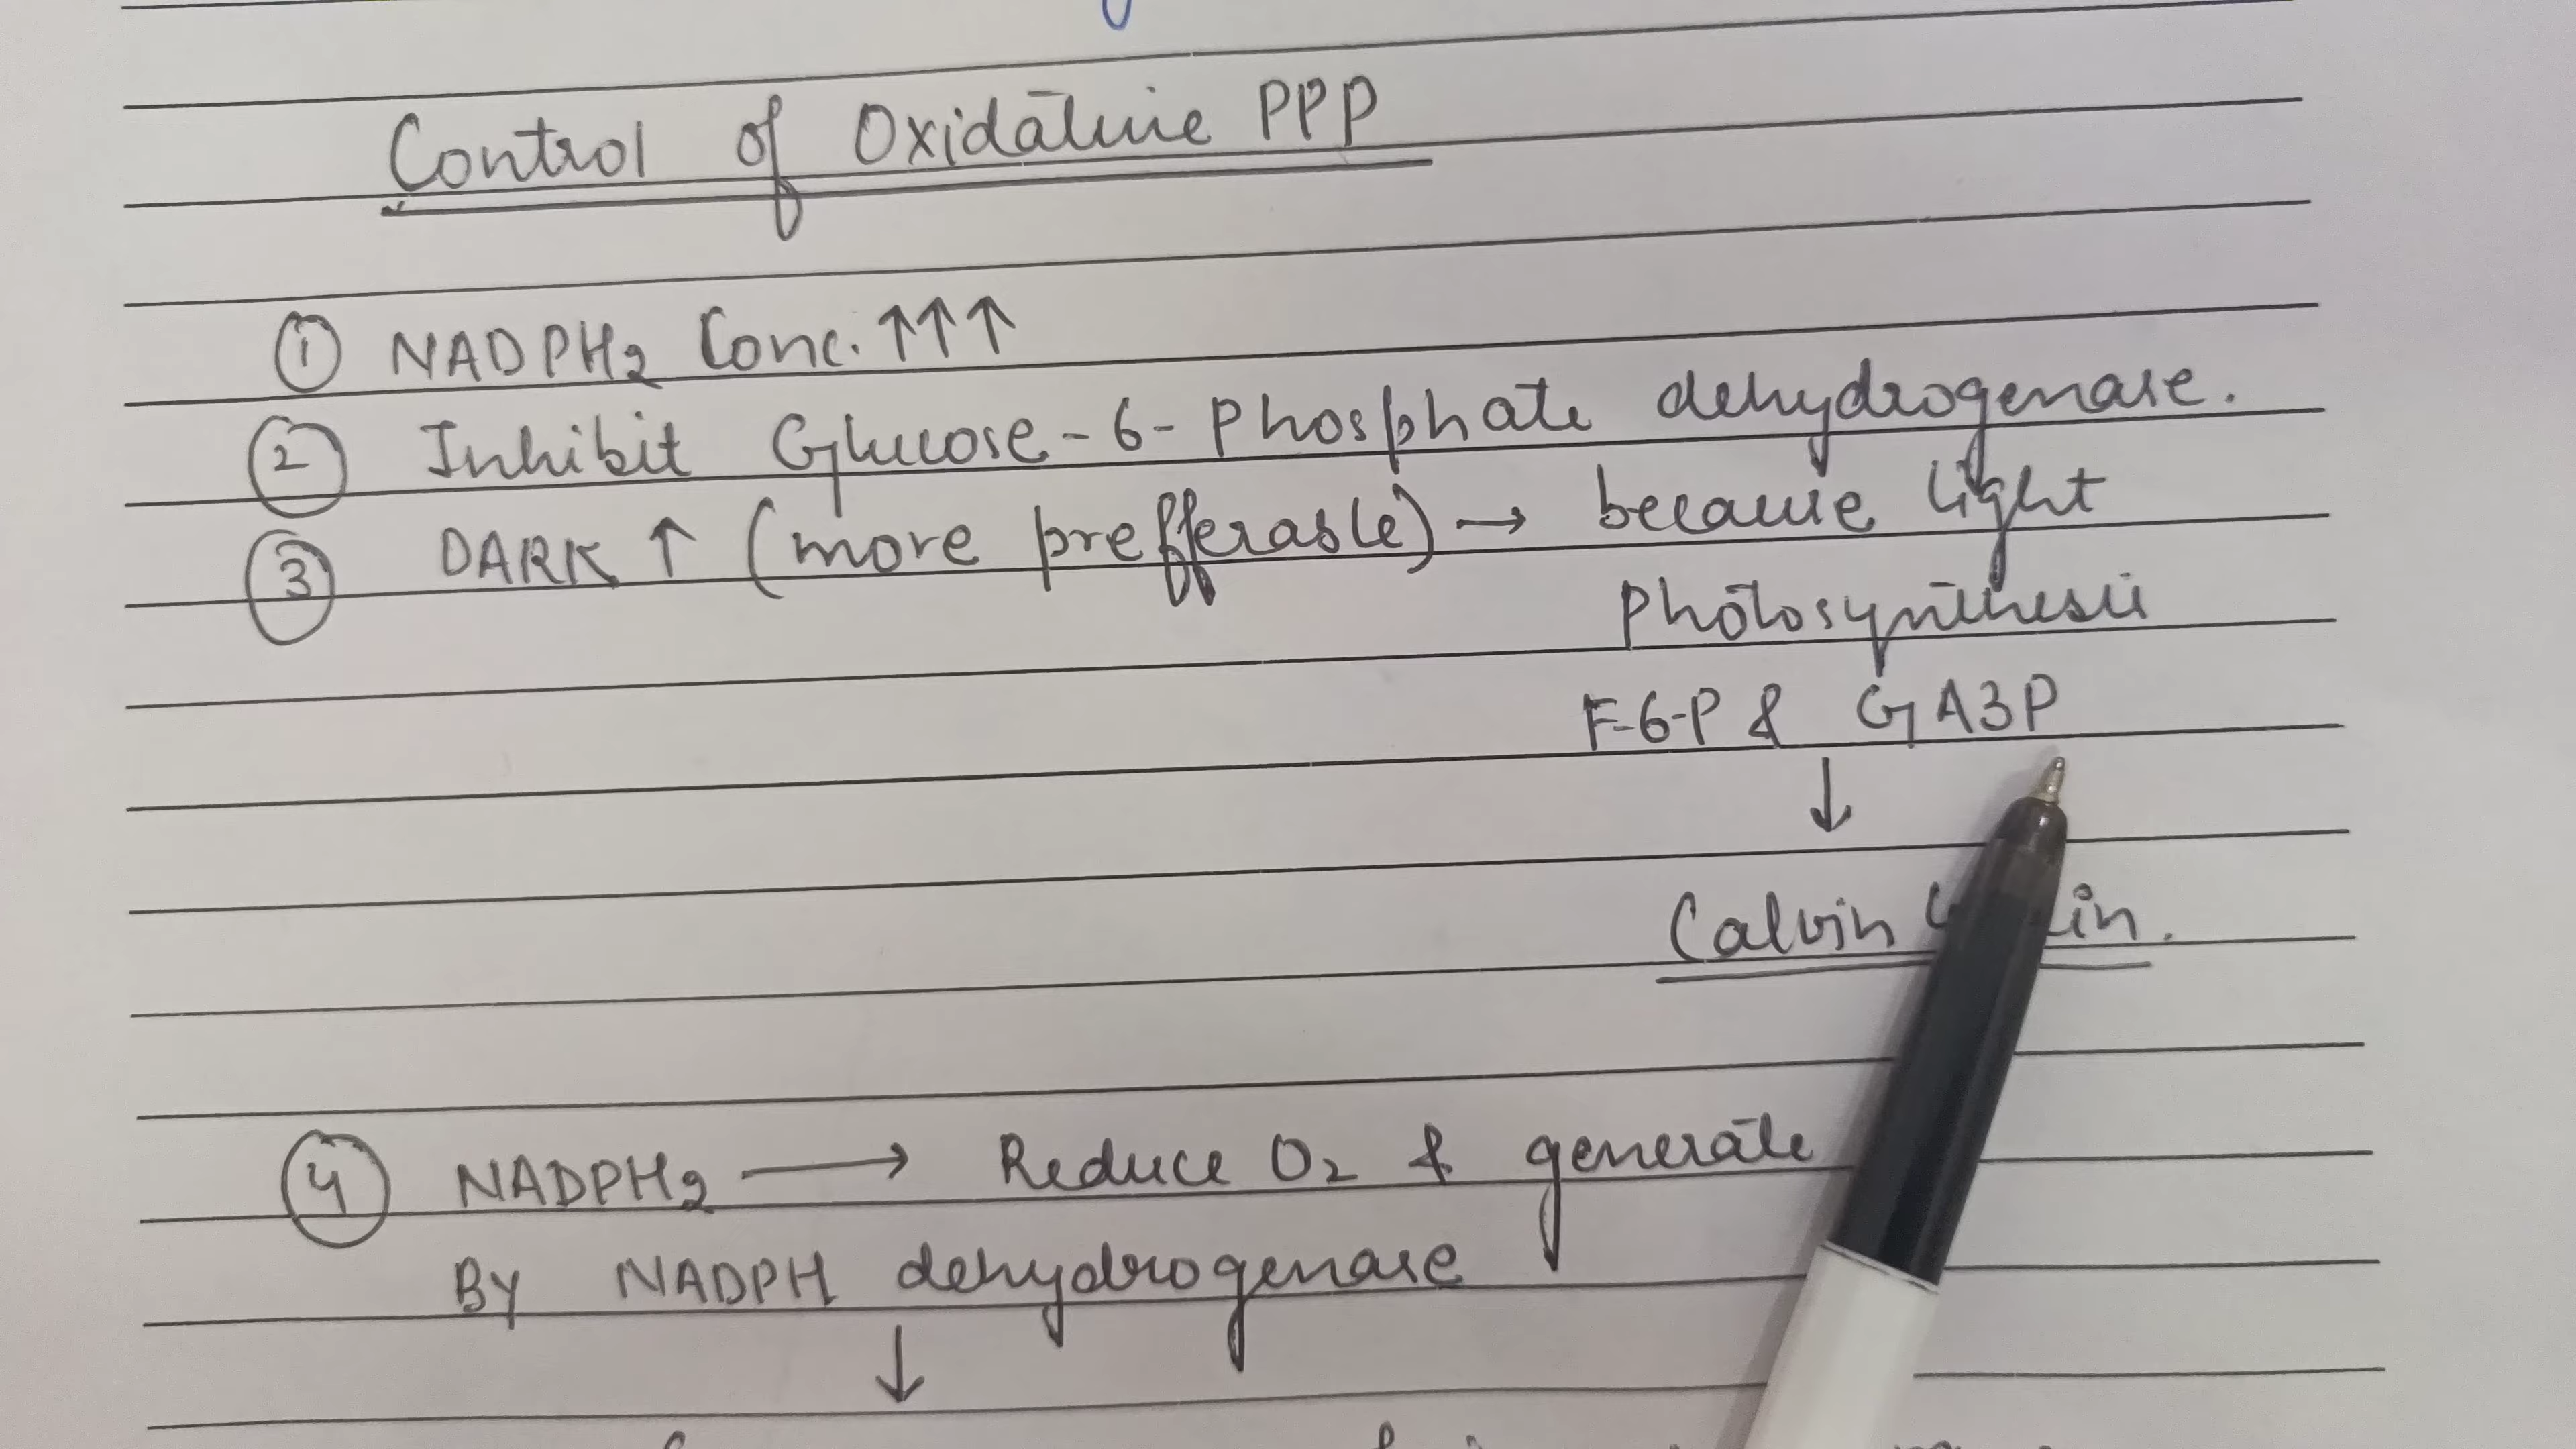 Control of Oxidative PPP
① NADPH2 Conc. ↑↑↑
② Inhibit Glucose-6-Phosphate dehydrogenase.
③ DARK ↑ (more prefferable) → because light
Photosynthesis
F-6-P & GA3P
↓
Calvin
④ NADPH2 → Reduce O2 & generate
By NADPH dehydrogenase
↓